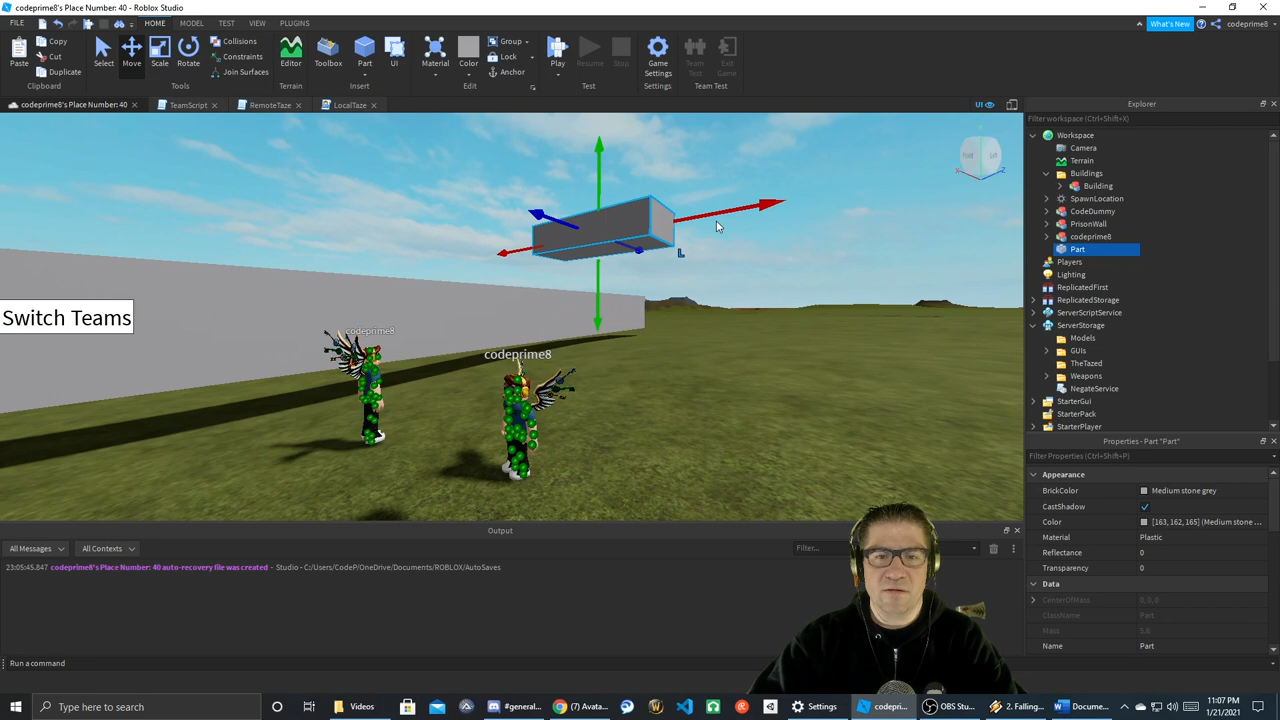 codeprime8's Place Number: 40 - Roblox Studio
FILE HOME MODEL TEST VIEW PLUGINS What's New codeprime8
Paste Copy Cut Duplicate Select Move Scale Rotate Collisions Constraints Join Surfaces Editor Toolbox Part UI Material Color Group Lock Anchor Play Resume Stop Game Settings Team Test Exit Game
Clipboard Tools Terrain Insert Edit Test Settings Team Test
codeprime8's Place Number: 40 TeamScript RemoteTaze LocalTaze UI
Switch Teams
codeprime8
codeprime8
L
Explorer
Filter workspace (Ctrl+Shift+X)
Workspace
Camera
Terrain
Buildings
Building
SpawnLocation
CodeDummy
PrisonWall
codeprime8
Part
Players
Lighting
ReplicatedFirst
ReplicatedStorage
ServerScriptService
ServerStorage
Models
GUIs
TheTazed
Weapons
NegateService
StarterGui
StarterPack
StarterPlayer
Properties - Part "Part"
Filter Properties (Ctrl+Shift+P)
Appearance
BrickColor Medium stone grey
CastShadow
Color [163, 162, 165] (Medium stone ...
Material Plastic
Reflectance 0
Transparency 0
Data
CenterOfMass 0, 0, 0
ClassName Part
Mass 5.6
Name Part
Output
All Messages All Contexts Filter...
23:05:45.847 codeprime8's Place Number: 40 auto-recovery file was created - Studio - C:/Users/CodeP/OneDrive/Documents/ROBLOX/AutoSaves
Run a command
Type here to search Videos #general... (7) Avata... Settings codepri... OBS Stu... 2. Falling... Docume...
11:07 PM
1/21/2021